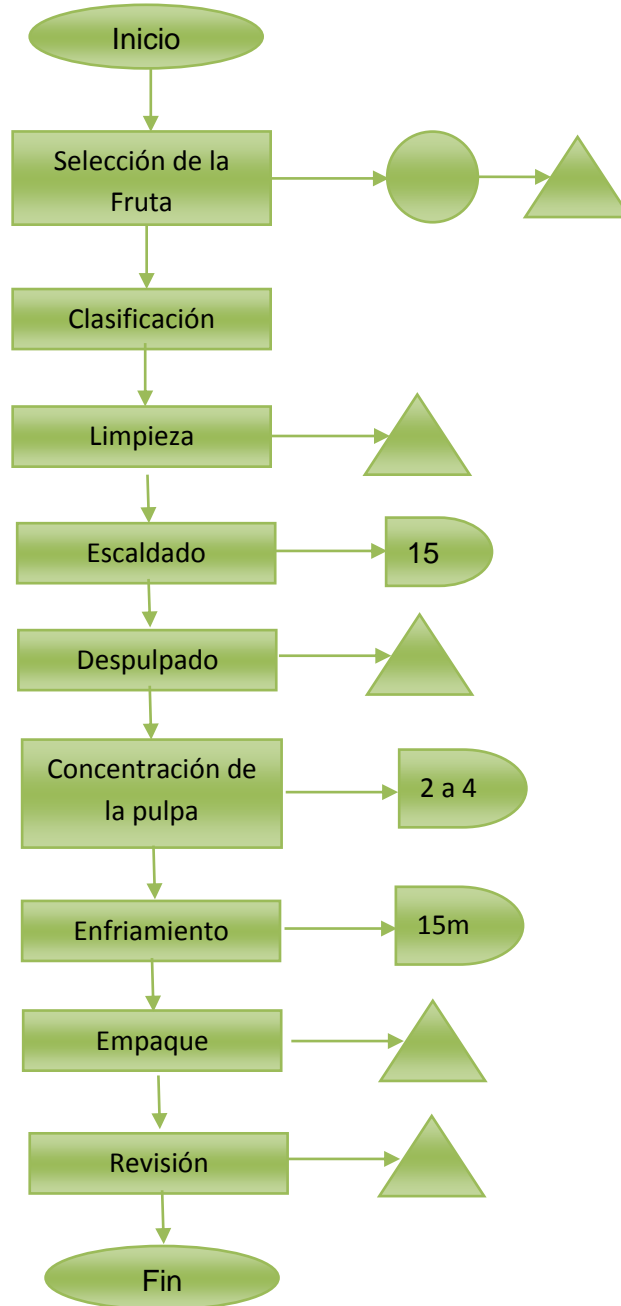 Inicio
Selección de la
Fruta
Clasificación
Limpieza
Escaldado
15
Despulpado
Concentración de
la pulpa
2 a 4
Enfriamiento
15m
Empaque
Revisión
Fin